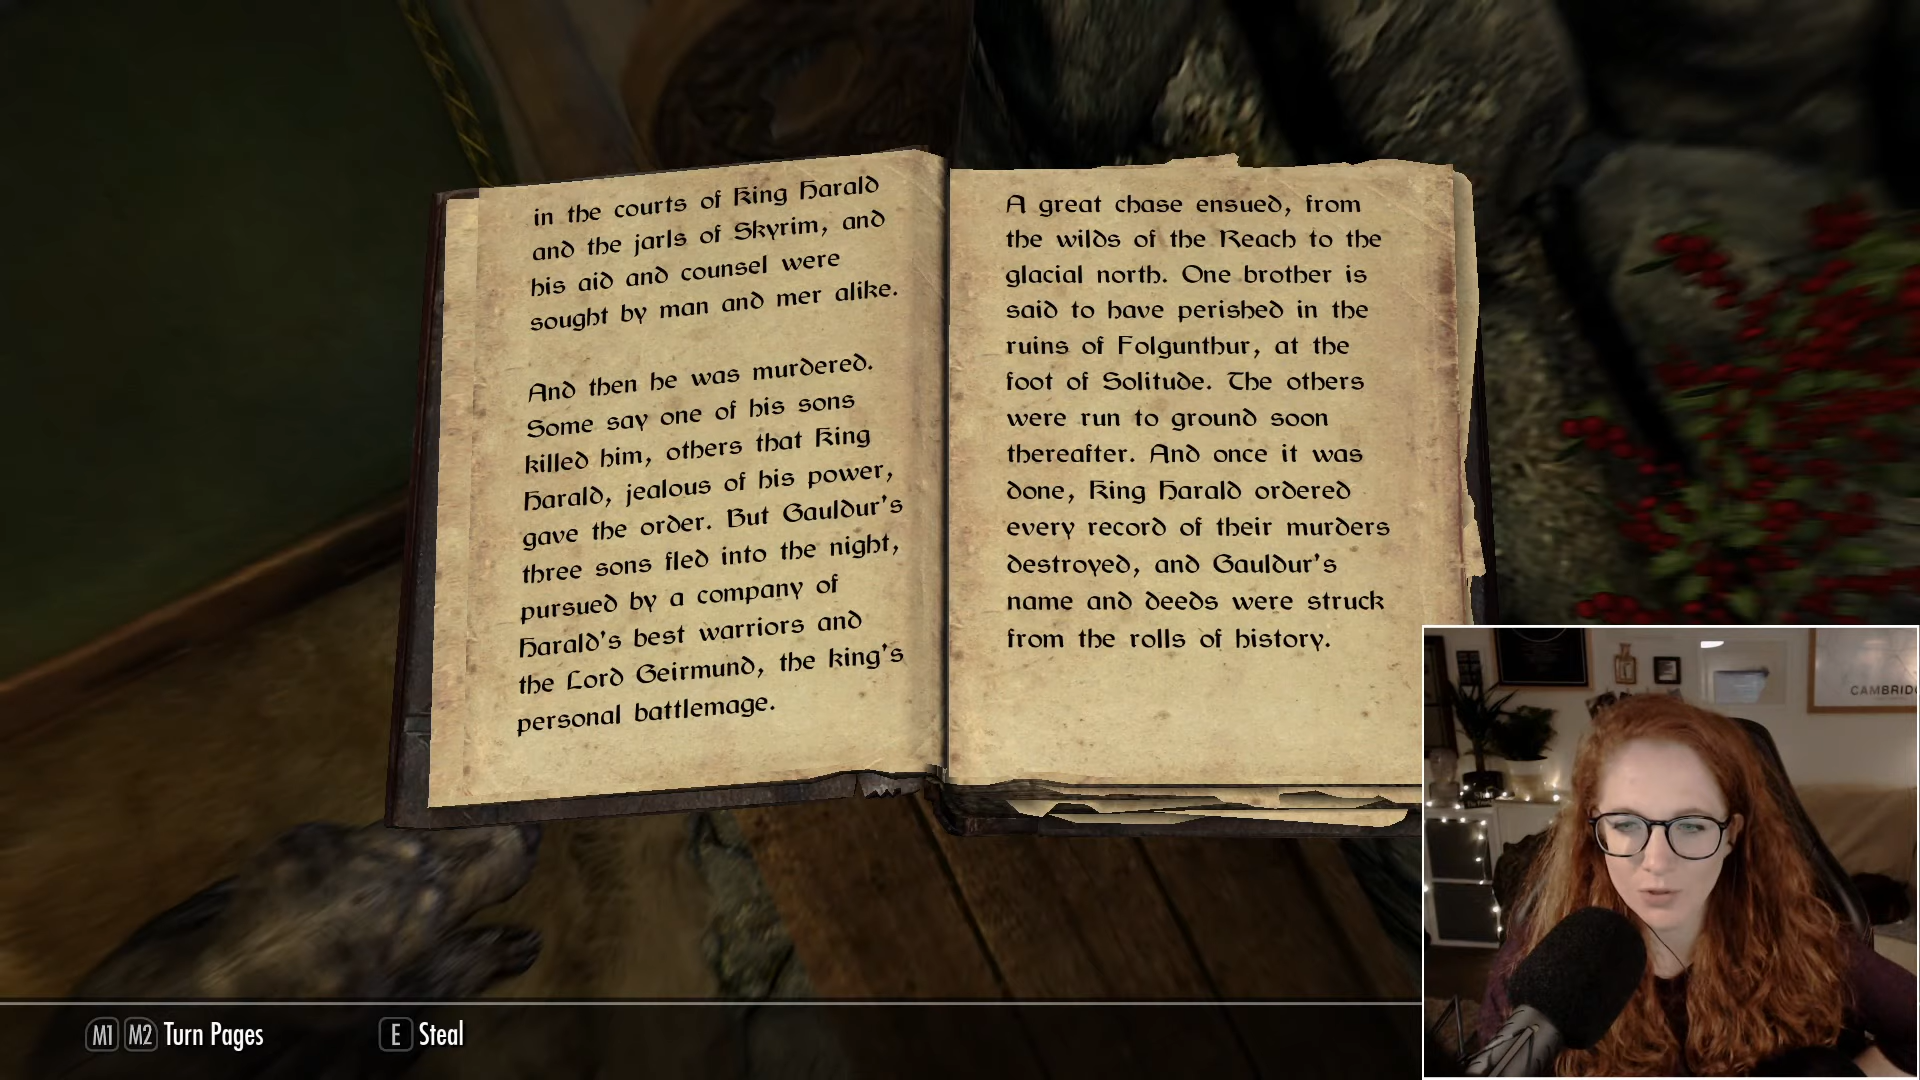 in the courts of King Harald
and the jarls of Skyrim, and
his aid and counsel were
sought by man and mer alike.
And then he was murdered.
Some say one of his sons
killed him, others that King
Harald, jealous of his power,
gave the order. But Gauldur's
three sons fled into the night,
pursued by a company of
Harald's best warriors and
the Lord Geirmund, the king's
personal battlemage.
A great chase ensued, from
the wilds of the Reach to the
glacial north. One brother is
said to have perished in the
ruins of Folgunthur, at the
foot of Solitude. The others
were run to ground soon
thereafter. And once it was
done, King Harald ordered
every record of their murders
destroyed, and Gauldur's
name and deeds were struck
from the rolls of history.
M1 M2 Turn Pages
E Steal